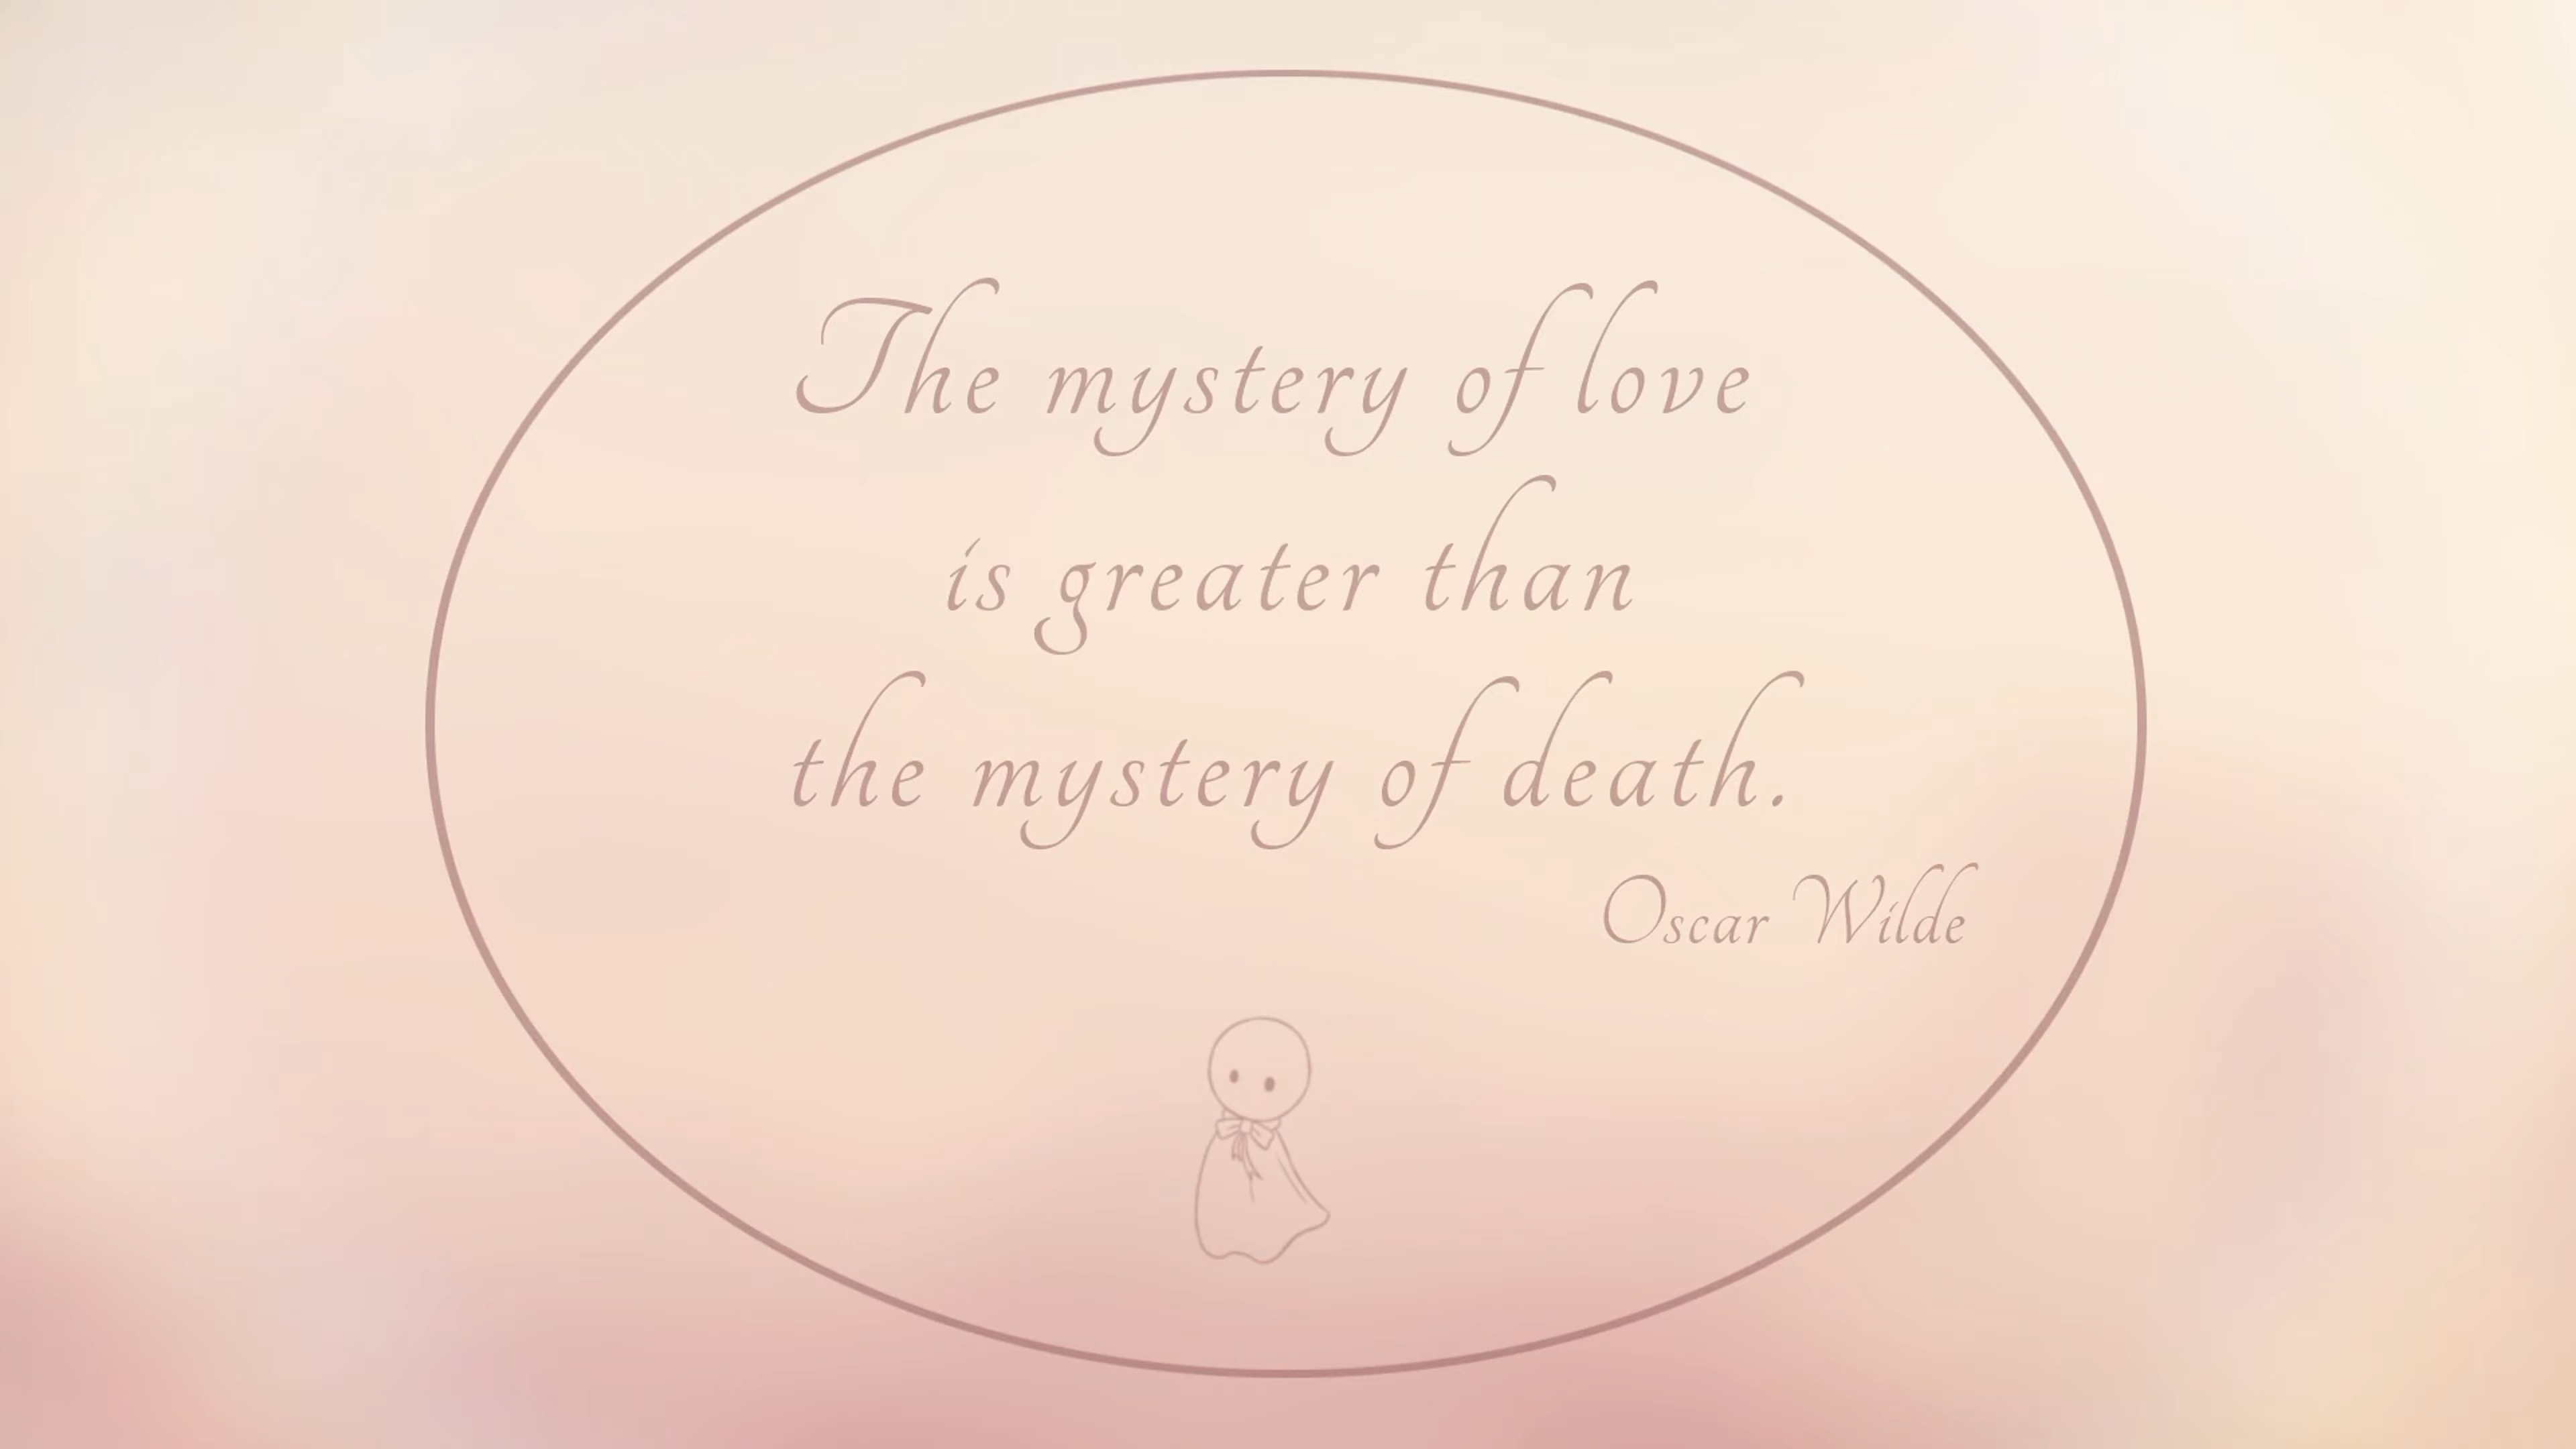 The mystery of love
is greater than
the mystery of death.
Oscar Wilde